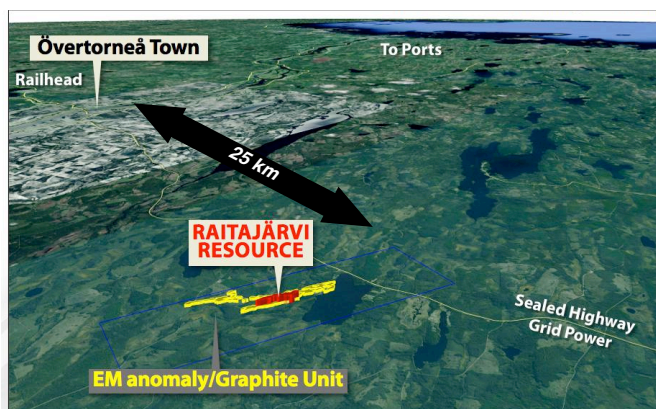 Övertorneå Town
To Ports
Railhead
25 km
RAITAJÄRVI
RESOURCE
Sealed Highway
Grid Power
EM anomaly/Graphite Unit